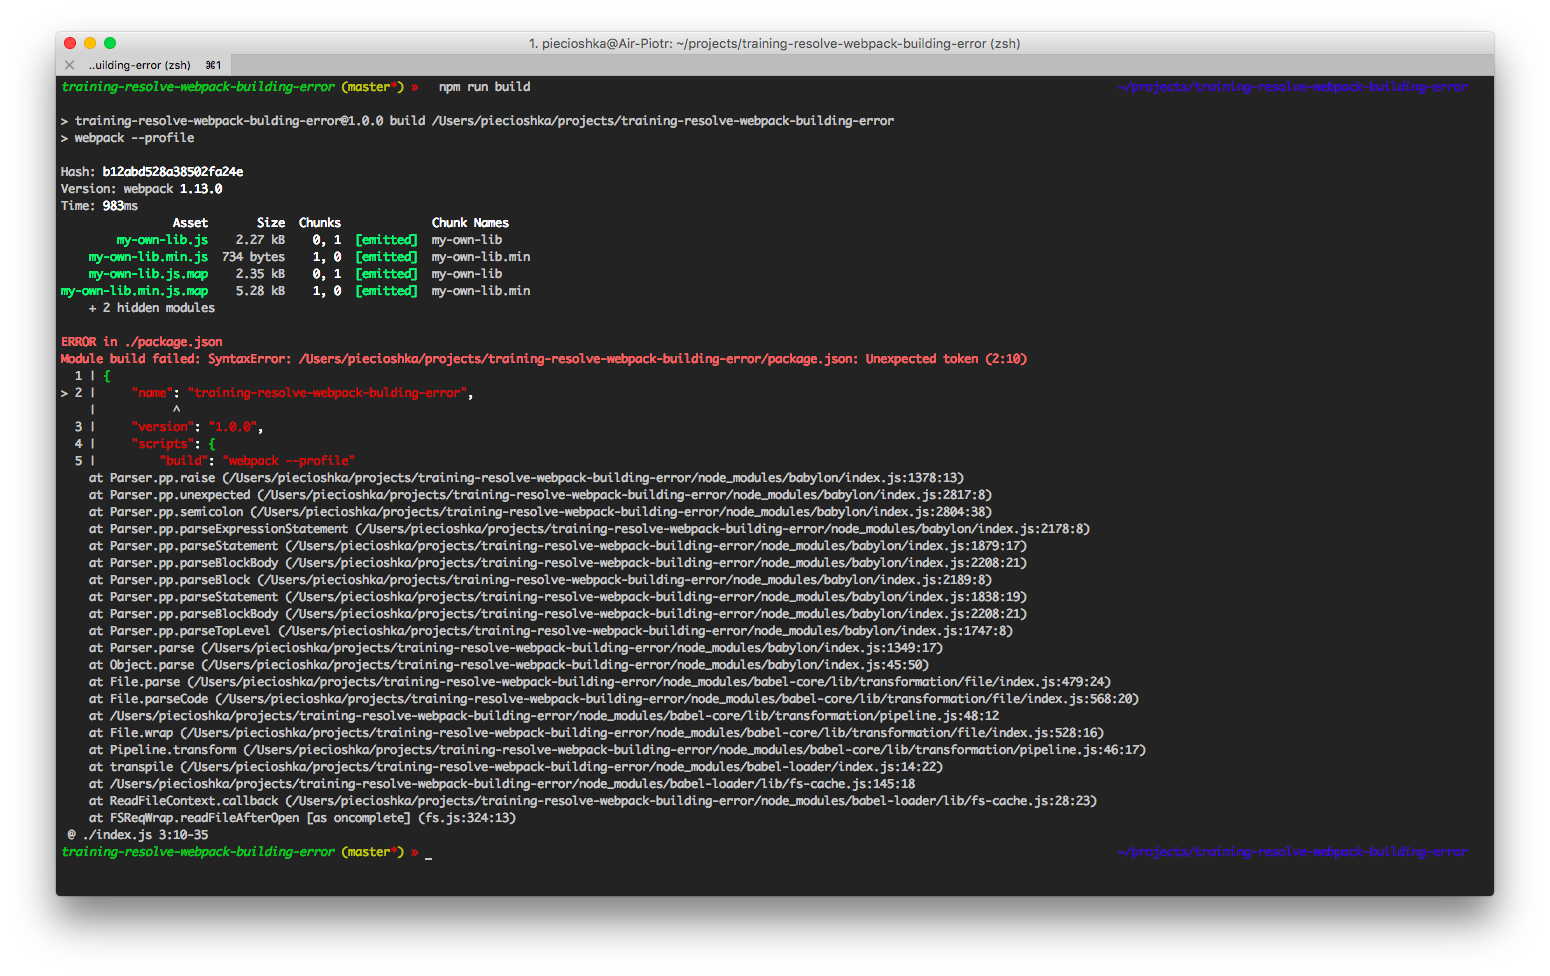 1. piecioshka@Air-Piotr: ~/projects/training-resolve-webpack-building-error (zsh)
..uilding-error (zsh) ⌘1
training-resolve-webpack-building-error (master*) » npm run build ~/projects/training-resolve-webpack-building-error
> training-resolve-webpack-bulding-error@1.0.0 build /Users/piecioshka/projects/training-resolve-webpack-building-error
> webpack --profile
Hash: b12abd528a38502fa24e
Version: webpack 1.13.0
Time: 983ms
Asset Size Chunks Chunk Names
my-own-lib.js 2.27 kB 0, 1 [emitted] my-own-lib
my-own-lib.min.js 734 bytes 1, 0 [emitted] my-own-lib.min
my-own-lib.js.map 2.35 kB 0, 1 [emitted] my-own-lib
my-own-lib.min.js.map 5.28 kB 1, 0 [emitted] my-own-lib.min
+ 2 hidden modules
ERROR in ./package.json
Module build failed: SyntaxError: /Users/piecioshka/projects/training-resolve-webpack-building-error/package.json: Unexpected token (2:10)
1 | {
> 2 | "name": "training-resolve-webpack-bulding-error",
| ^
3 | "version": "1.0.0",
4 | "scripts": {
5 | "build": "webpack --profile"
at Parser.pp.raise (/Users/piecioshka/projects/training-resolve-webpack-building-error/node_modules/babylon/index.js:1378:13)
at Parser.pp.unexpected (/Users/piecioshka/projects/training-resolve-webpack-building-error/node_modules/babylon/index.js:2817:8)
at Parser.pp.semicolon (/Users/piecioshka/projects/training-resolve-webpack-building-error/node_modules/babylon/index.js:2804:38)
at Parser.pp.parseExpressionStatement (/Users/piecioshka/projects/training-resolve-webpack-building-error/node_modules/babylon/index.js:2178:8)
at Parser.pp.parseStatement (/Users/piecioshka/projects/training-resolve-webpack-building-error/node_modules/babylon/index.js:1879:17)
at Parser.pp.parseBlockBody (/Users/piecioshka/projects/training-resolve-webpack-building-error/node_modules/babylon/index.js:2208:21)
at Parser.pp.parseBlock (/Users/piecioshka/projects/training-resolve-webpack-building-error/node_modules/babylon/index.js:2189:8)
at Parser.pp.parseStatement (/Users/piecioshka/projects/training-resolve-webpack-building-error/node_modules/babylon/index.js:1838:19)
at Parser.pp.parseBlockBody (/Users/piecioshka/projects/training-resolve-webpack-building-error/node_modules/babylon/index.js:2208:21)
at Parser.pp.parseTopLevel (/Users/piecioshka/projects/training-resolve-webpack-building-error/node_modules/babylon/index.js:1747:8)
at Parser.parse (/Users/piecioshka/projects/training-resolve-webpack-building-error/node_modules/babylon/index.js:1349:17)
at Object.parse (/Users/piecioshka/projects/training-resolve-webpack-building-error/node_modules/babylon/index.js:45:50)
at File.parse (/Users/piecioshka/projects/training-resolve-webpack-building-error/node_modules/babel-core/lib/transformation/file/index.js:479:24)
at File.parseCode (/Users/piecioshka/projects/training-resolve-webpack-building-error/node_modules/babel-core/lib/transformation/file/index.js:568:20)
at /Users/piecioshka/projects/training-resolve-webpack-building-error/node_modules/babel-core/lib/transformation/pipeline.js:48:12
at File.wrap (/Users/piecioshka/projects/training-resolve-webpack-building-error/node_modules/babel-core/lib/transformation/file/index.js:528:16)
at Pipeline.transform (/Users/piecioshka/projects/training-resolve-webpack-building-error/node_modules/babel-core/lib/transformation/pipeline.js:46:17)
at transpile (/Users/piecioshka/projects/training-resolve-webpack-building-error/node_modules/babel-loader/index.js:14:22)
at /Users/piecioshka/projects/training-resolve-webpack-building-error/node_modules/babel-loader/lib/fs-cache.js:145:18
at ReadFileContext.callback (/Users/piecioshka/projects/training-resolve-webpack-building-error/node_modules/babel-loader/lib/fs-cache.js:28:23)
at FSReqWrap.readFileAfterOpen [as oncomplete] (fs.js:324:13)
@ ./index.js 3:10-35
training-resolve-webpack-building-error (master*) » _ ~/projects/training-resolve-webpack-building-error